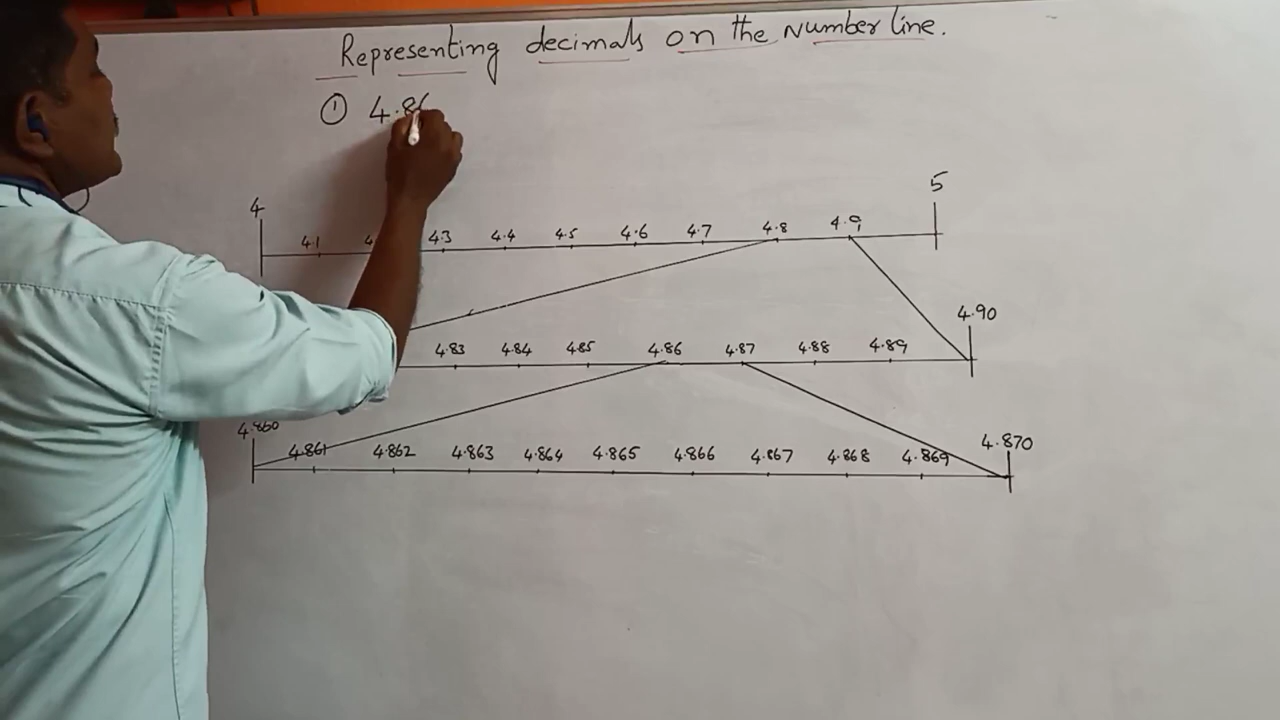 Representing decimals on the Number line.
① 4.86
4 5
4.1 4.3 4.4 4.5 4.6 4.7 4.8 4.9
4.90
4.83 4.84 4.85 4.86 4.87 4.88 4.89
4.860 4.870
4.861 4.862 4.863 4.864 4.865 4.866 4.867 4.868 4.869